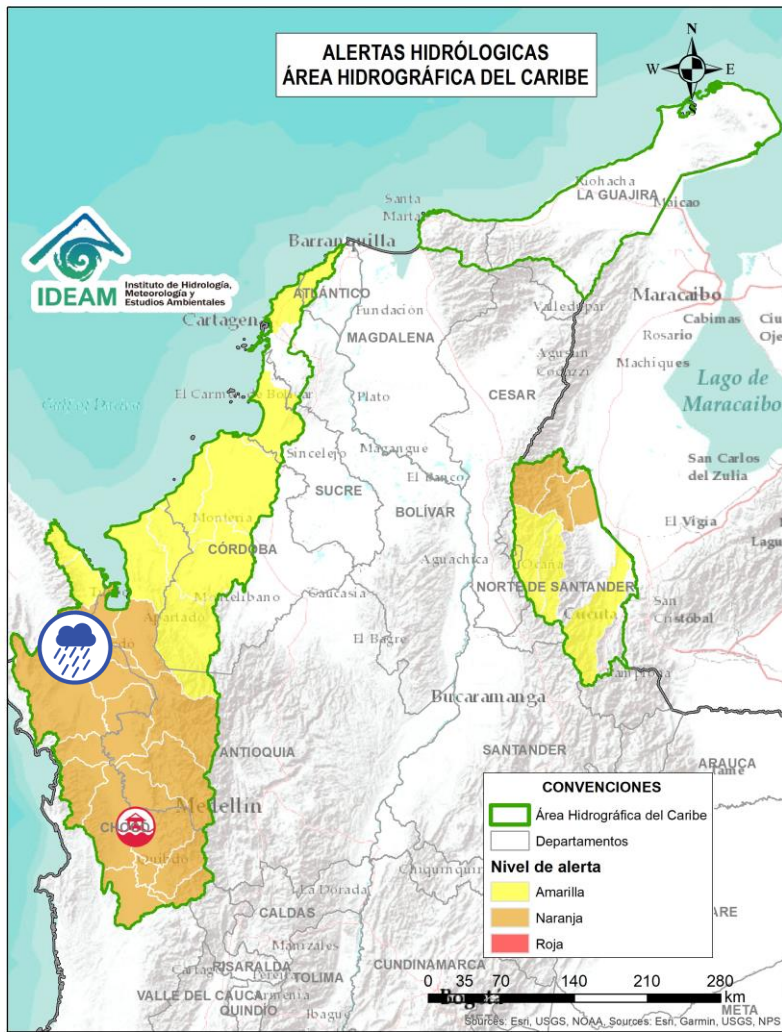 ALERTAS HIDRÓLOGICAS
ÁREA HIDROGRÁFICA DEL CARIBE
N
W
E
S
Riohacha
LA GUAJIRA
Maicao
Santa
Marta
Barranquilla
IDEAM
Instituto de Hidrología,
Meteorología y
Estudios Ambientales
ATLÁNTICO
Maracaibo
Valledupar
Cabimas
Fundación
Rosario
MAGDALENA
Machiques
Agustín
Codazzi
Lago de
Maracaibo
CESAR
El Carmen de Bolívar
Plato
Sincelejo
Magangue
San Carlos
del Zulia
El Banco
SUCRE
BOLÍVAR
Montería
El Vigia
CÓRDOBA
Aguachica
Ocaña
NORTE DE SANTANDER
Montelíbano
Caucasia
Cúcuta
San
Cristóbal
Apartadó
El Bagre
Bucaramanga
ANTIOQUIA
SANTANDER
ARAUCA
Medellín
CHOCÓ
Quibdó
CONVENCIONES
Área Hidrográfica del Caribe
Departamentos
Nivel de alerta
Amarilla
Naranja
Roja
La Dorada
CALDAS
Manizales
RISARALDA
TOLIMA
CUNDINAMARCA
VALLE DEL CAUCA
Armenia
QUINDÍO
Ibague
0 35 70 140 210 280
km
META
Sources: Esri, USGS, NOAA, Sources: Esri, Garmin, USGS, NPS